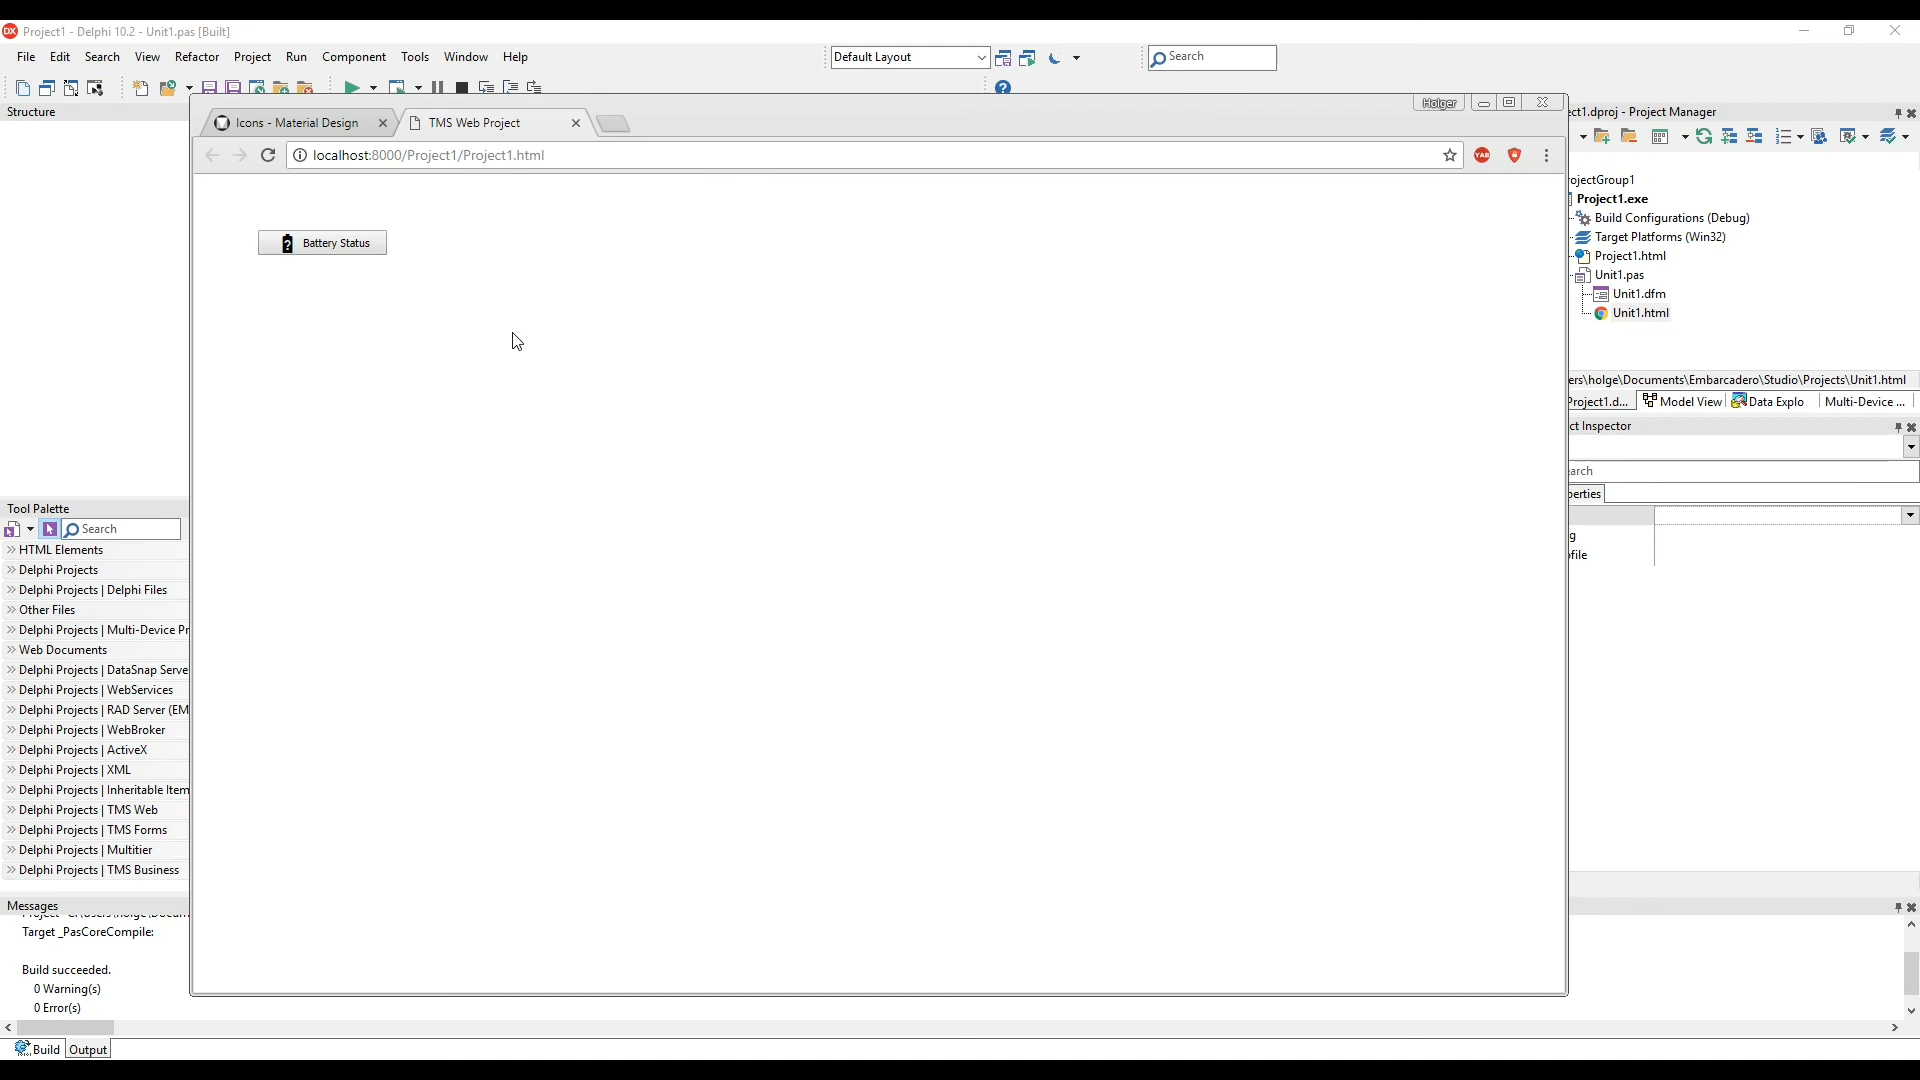 Project1 - Delphi 10.2 - Unit1.pas [Built]
File Edit Search View Refactor Project Run Component Tools Window Help
Default Layout
Search
Structure
Holger
Icons - Material Design
TMS Web Project
localhost:8000/Project1/Project1.html
Battery Status
ct1.dproj - Project Manager
rojectGroup1
Project1.exe
Build Configurations (Debug)
Target Platforms (Win32)
Project1.html
Unit1.pas
Unit1.dfm
Unit1.html
ers\holge\Documents\Embarcadero\Studio\Projects\Unit1.html
Project1.d... Model View Data Explo Multi-Device ...
ct Inspector
earch
perties
g
ofile
Tool Palette
Search
HTML Elements
Delphi Projects
Delphi Projects | Delphi Files
Other Files
Delphi Projects | Multi-Device Pr
Web Documents
Delphi Projects | DataSnap Serve
Delphi Projects | WebServices
Delphi Projects | RAD Server (EM
Delphi Projects | WebBroker
Delphi Projects | ActiveX
Delphi Projects | XML
Delphi Projects | Inheritable Item
Delphi Projects | TMS Web
Delphi Projects | TMS Forms
Delphi Projects | Multitier
Delphi Projects | TMS Business
Messages
Target _PasCoreCompile:
Build succeeded.
0 Warning(s)
0 Error(s)
Build Output